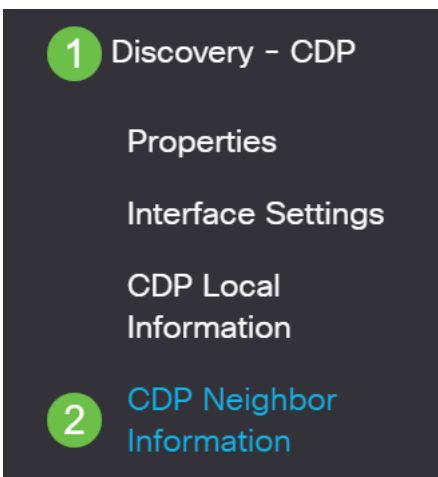 1 Discovery - CDP
Properties
Interface Settings
CDP Local
Information
CDP Neighbor
2
Information